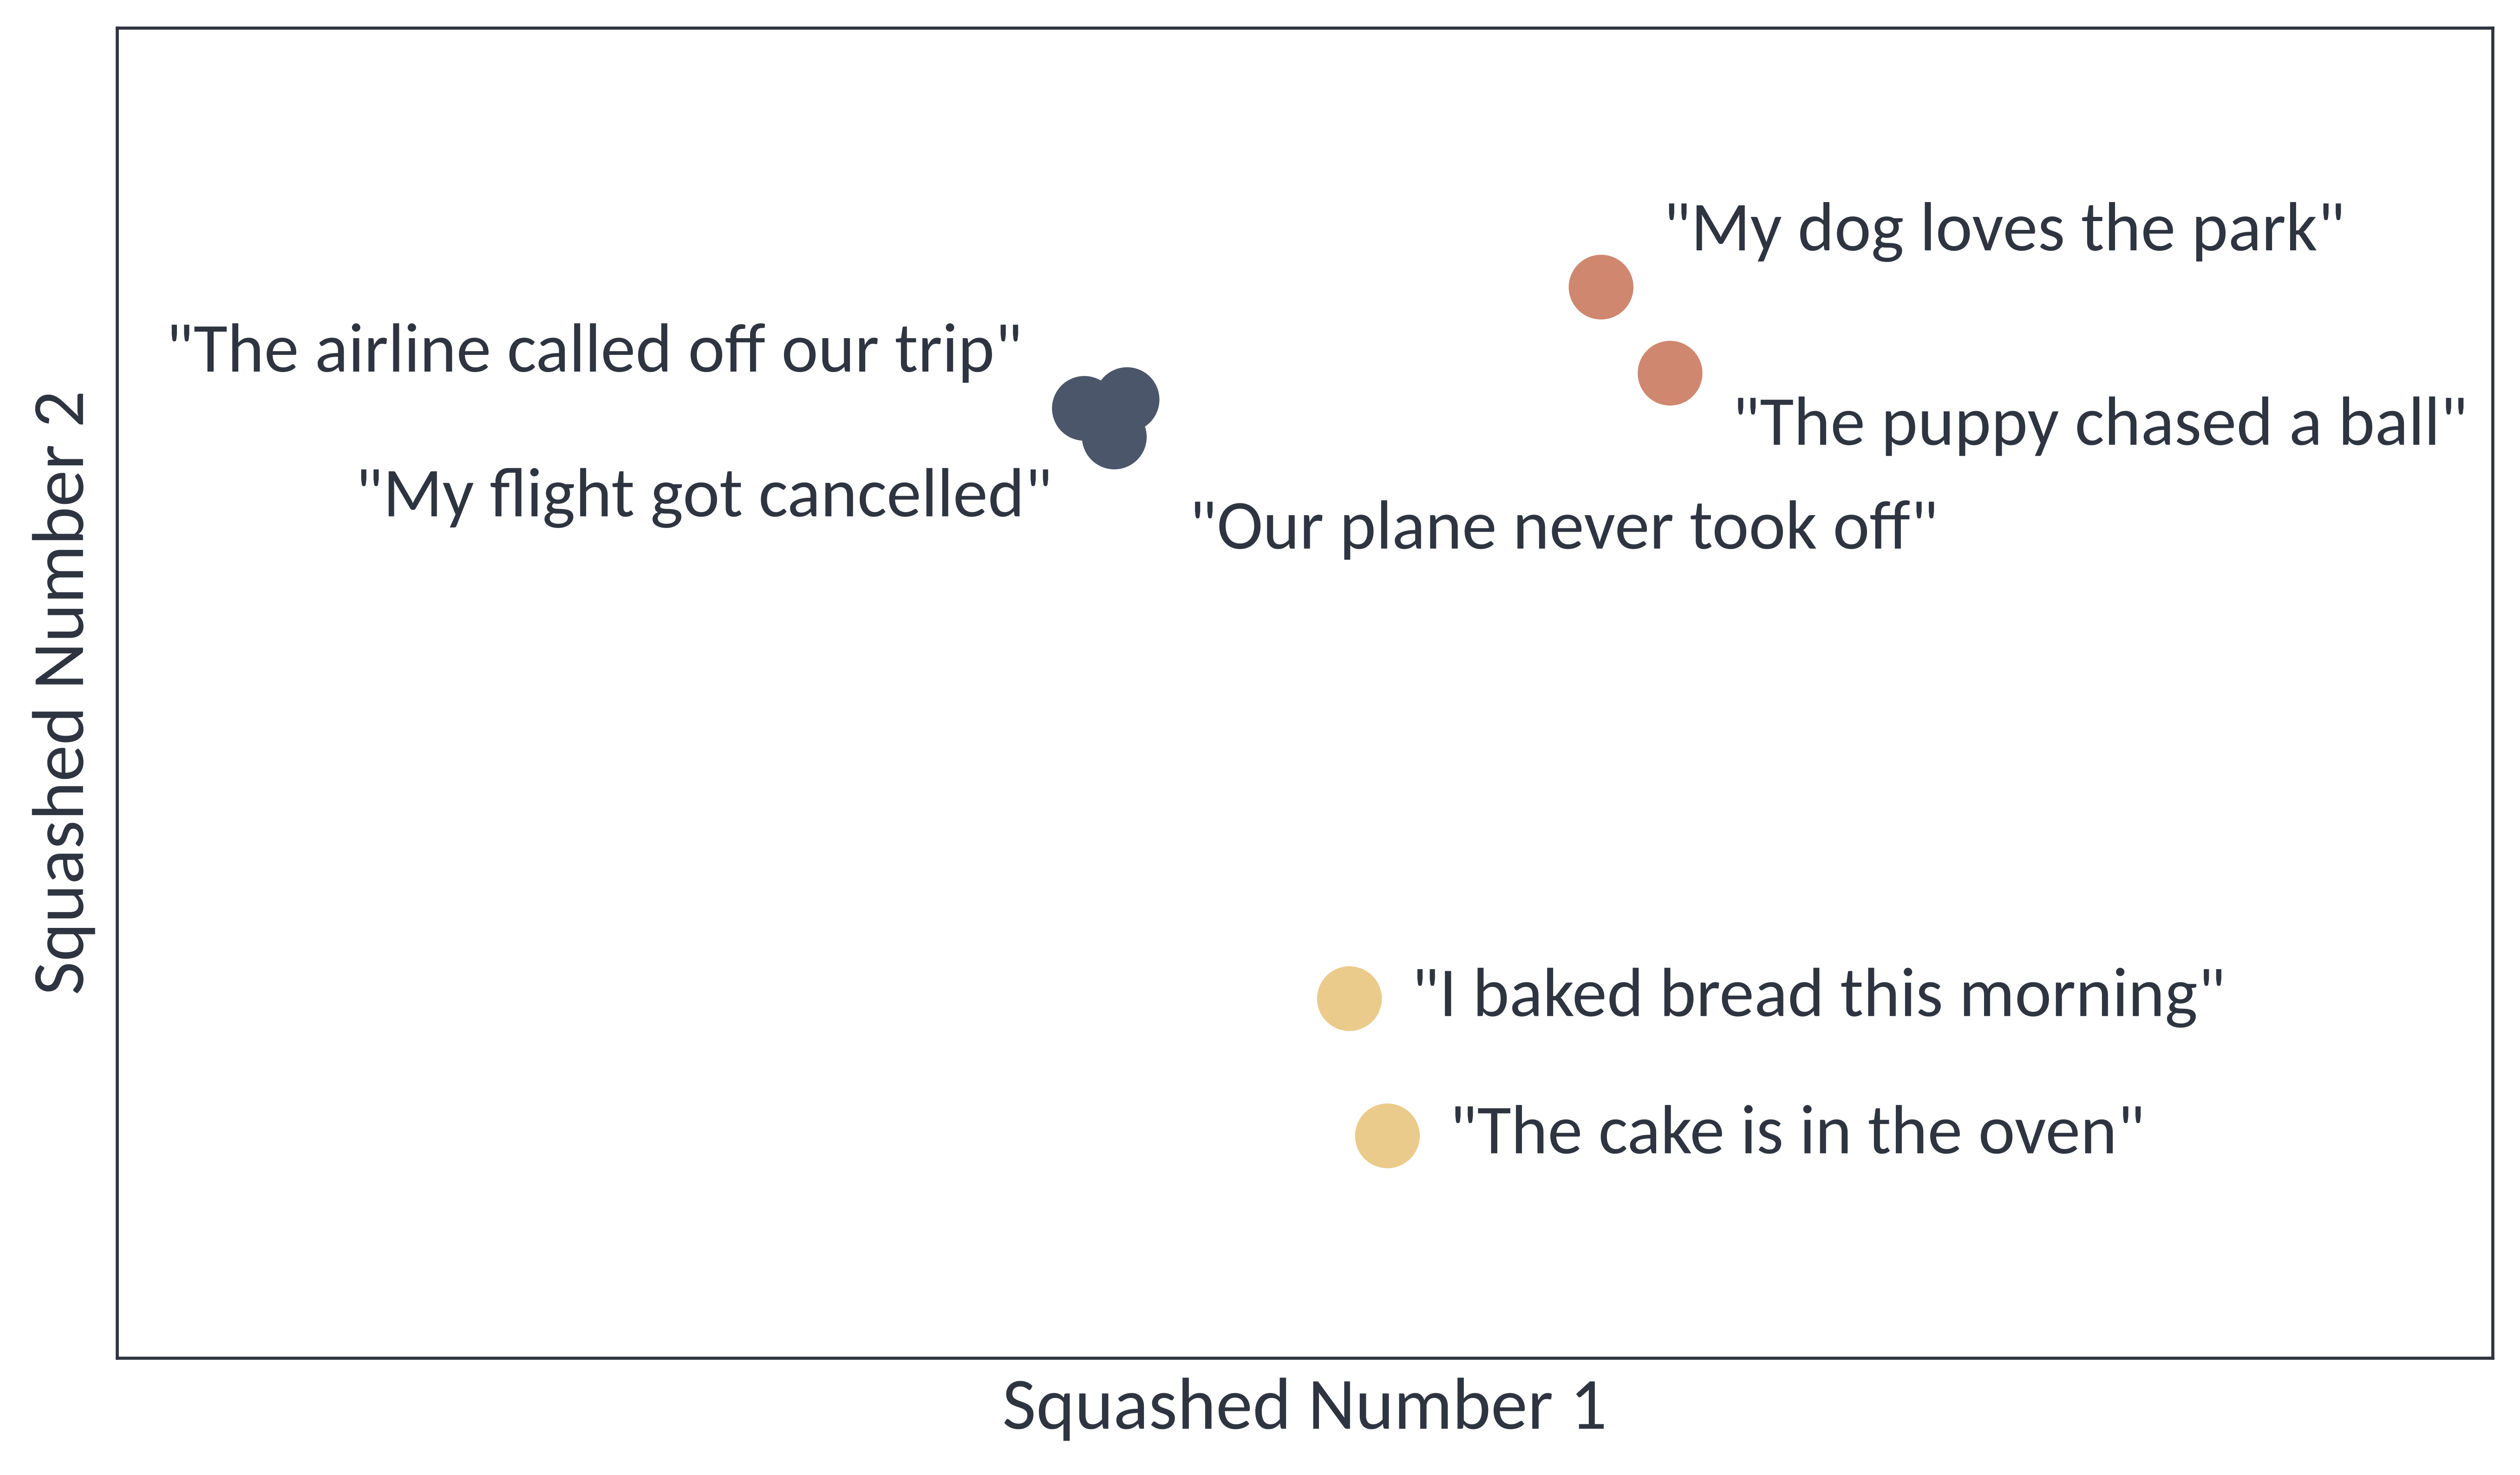 "My dog loves the park"
"The airline called off our trip"
"The puppy chased a ball"
"My flight got cancelled"
"Our plane never took off"
"I baked bread this morning"
"The cake is in the oven"
Squashed Number 2
Squashed Number 1